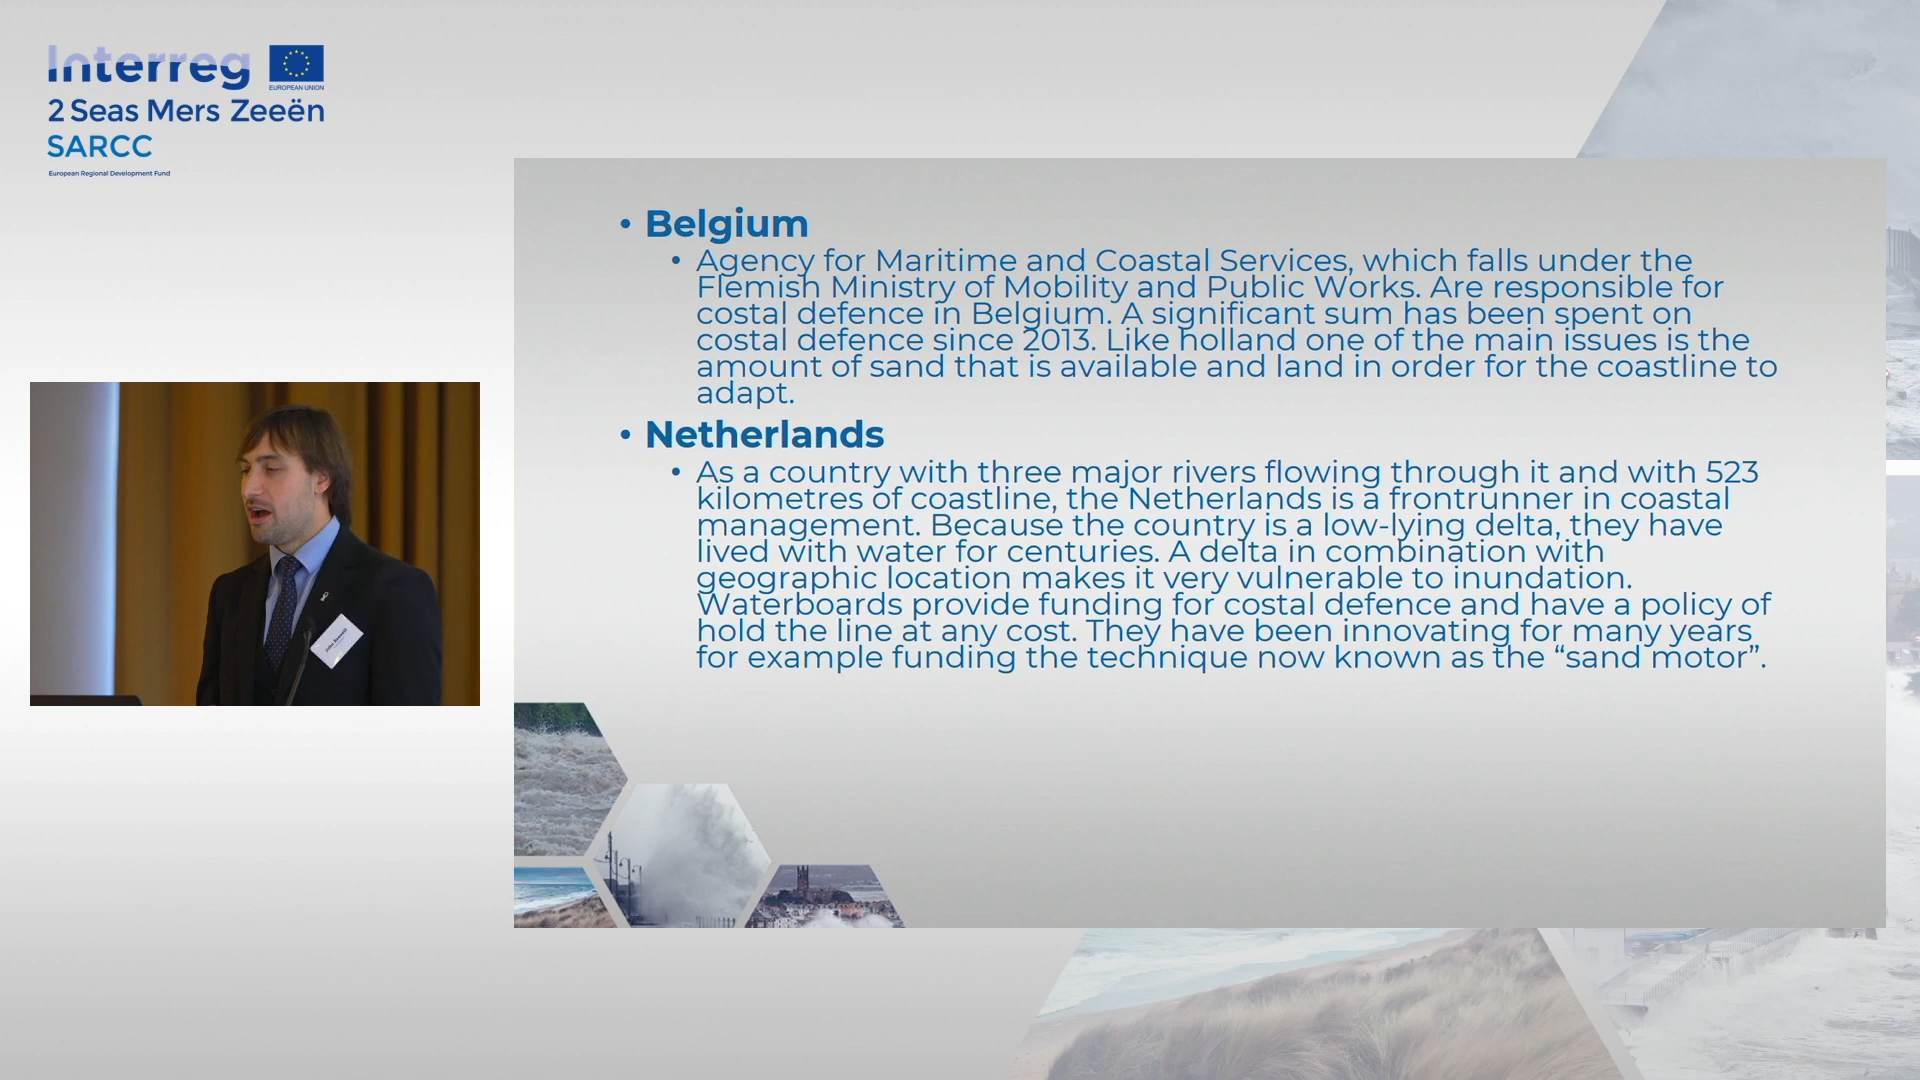 Interreg
EUROPEAN UNION
2 Seas Mers Zeeën
SARCC
European Regional Development Fund
• Belgium
• Agency for Maritime and Coastal Services, which falls under the
Flemish Ministry of Mobility and Public Works. Are responsible for
costal defence in Belgium. A significant sum has been spent on
costal defence since 2013. Like holland one of the main issues is the
amount of sand that is available and land in order for the coastline to
adapt.
• Netherlands
• As a country with three major rivers flowing through it and with 523
kilometres of coastline, the Netherlands is a frontrunner in coastal
management. Because the country is a low-lying delta, they have
lived with water for centuries. A delta in combination with
geographic location makes it very vulnerable to inundation.
Waterboards provide funding for costal defence and have a policy of
hold the line at any cost. They have been innovating for many years
for example funding the technique now known as the “sand motor”.